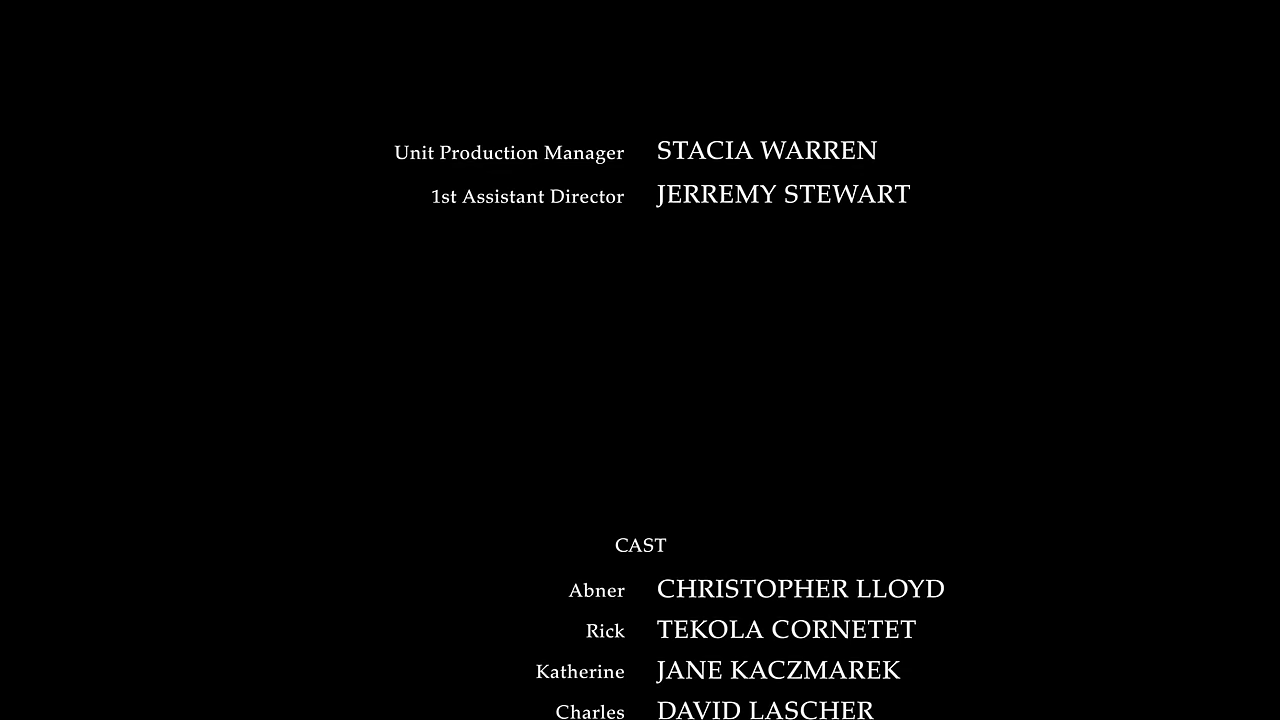 Unit Production Manager STACIA WARREN
1st Assistant Director JERREMY STEWART
CAST
Abner CHRISTOPHER LLOYD
Rick TEKOLA CORNETET
Katherine JANE KACZMAREK
Charles DAVID LASCHER